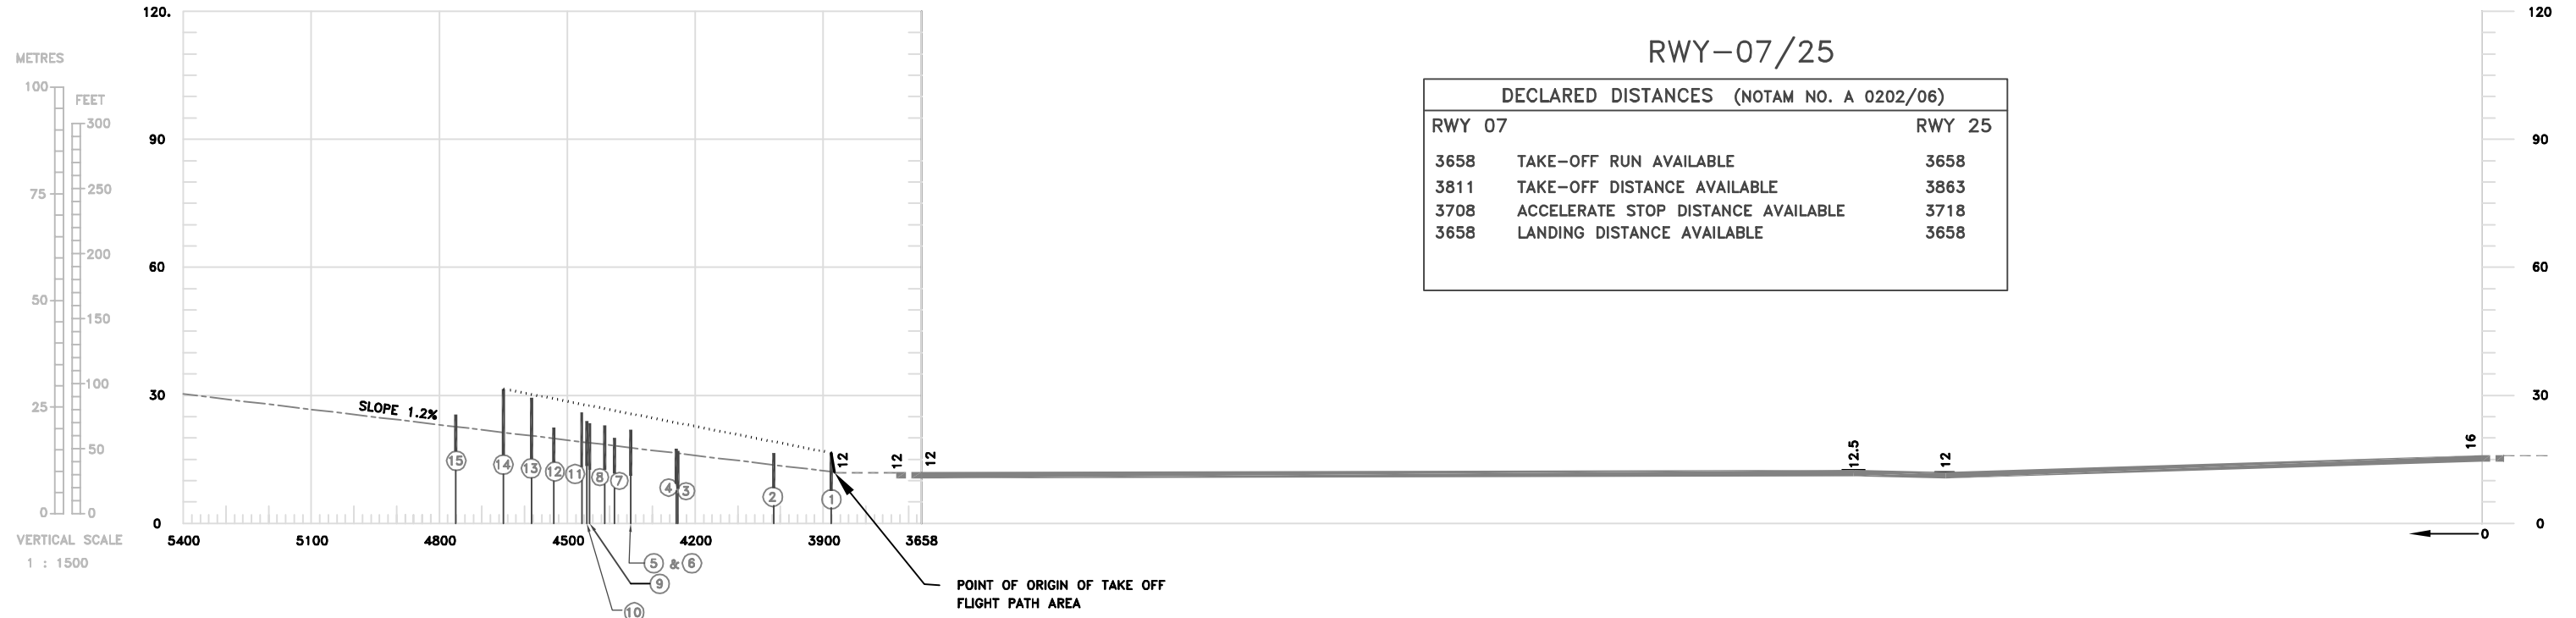 120.
120
METRES
RWY-07/25
100
FEET
DECLARED DISTANCES (NOTAM NO. A 0202/06)
300
RWY 07 RWY 25
90
90
3658 TAKE-OFF RUN AVAILABLE 3658
75
250
3811 TAKE-OFF DISTANCE AVAILABLE 3863
3708 ACCELERATE STOP DISTANCE AVAILABLE 3718
3658 LANDING DISTANCE AVAILABLE 3658
200
60
60
50
150
100
30
30
25
SLOPE 1.2%
50
15 14 13 12 11 8 7 4 3 2 1
12
12
12
12.5
12
16
0
0
0
0
VERTICAL SCALE
1 : 1500
5400 5100 4800 4500 4200 3900 3658
0
5 & 6
9
10
POINT OF ORIGIN OF TAKE OFF
FLIGHT PATH AREA